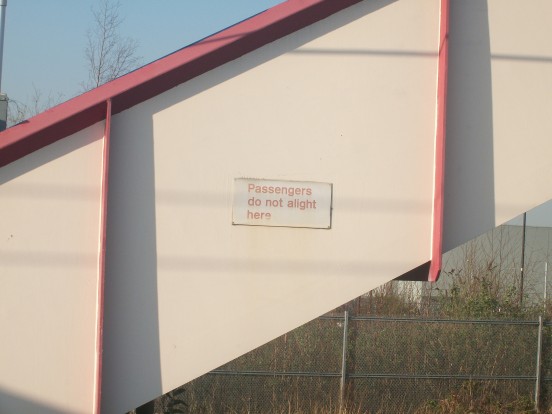 Passengers
do not alight
here